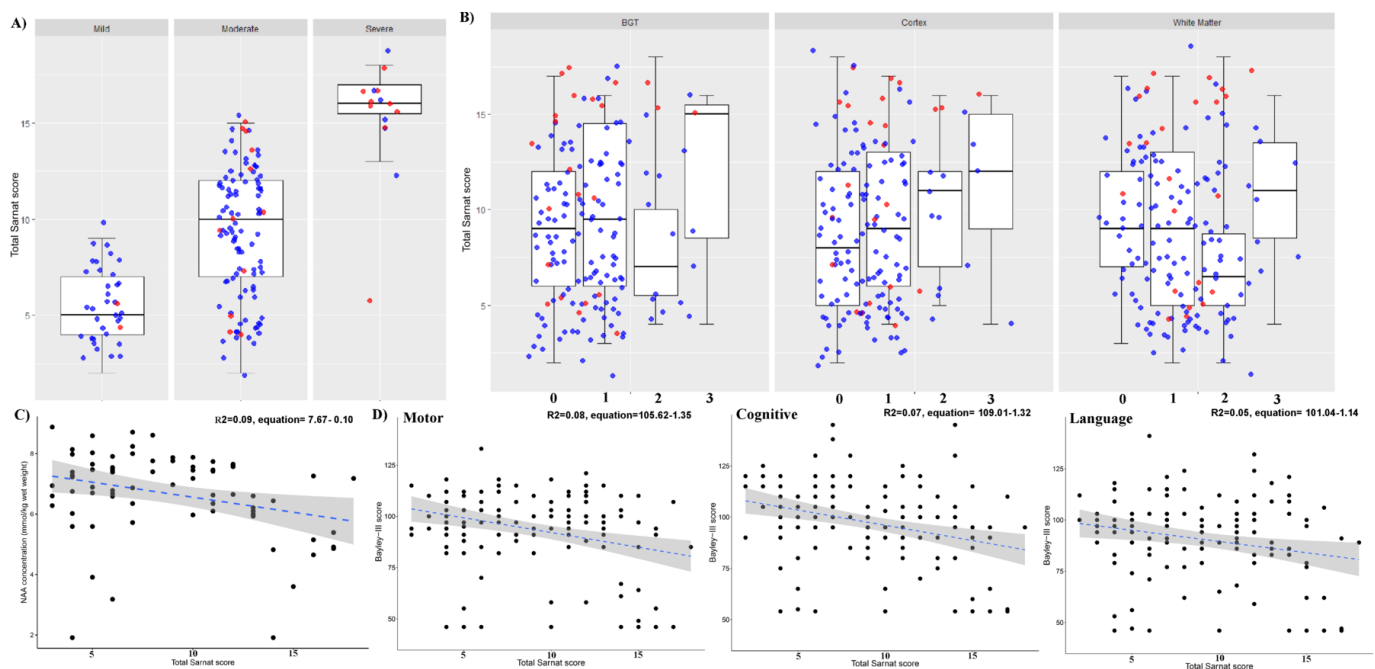 A)
Mild Moderate Severe
Total Sarnat score
15
10
5
B)
BGT Cortex White Matter
Total Sarnat score
15
10
5
0 1 2 3 0 1 2 3 0 1 2 3
C)
R2=0.09, equation= 7.67- 0.10
NAA concentration (mmol/kg wet weight)
8
6
4
2
5 10 15
Total Sarnat score
D) Motor
R2=0.08, equation=105.62-1.35
Bayley-III score
125
100
75
50
5 10 15
Total Sarnat score
Cognitive
R2=0.07, equation= 109.01-1.32
Bayley-III score
125
100
75
50
5 10 15
Total Sarnat score
Language
R2=0.05, equation= 101.04-1.14
Bayley-III score
150
125
100
75
50
5 10 15
Total Sarnat score